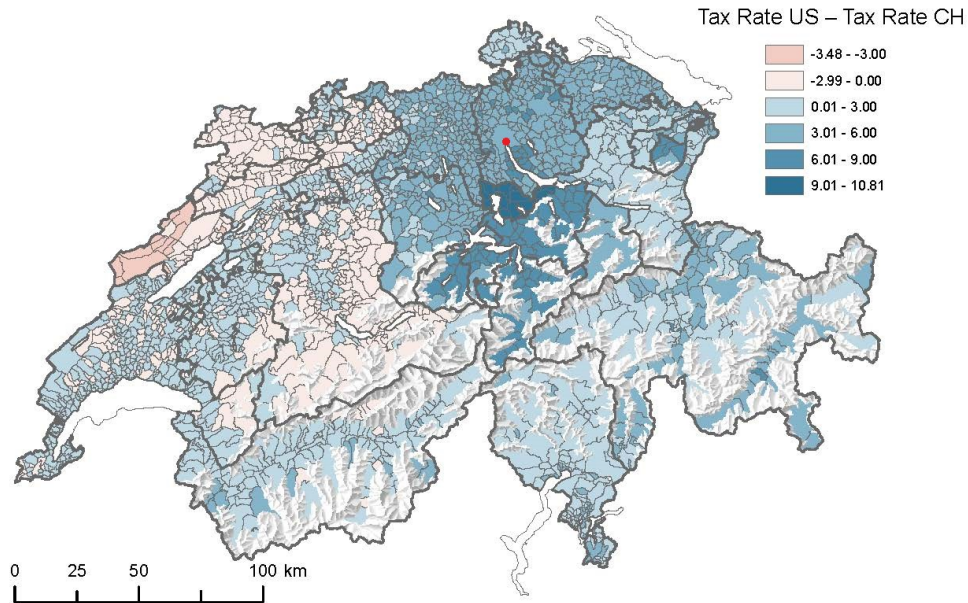 Tax Rate US – Tax Rate CH
-3.48 - -3.00
-2.99 - 0.00
0.01 - 3.00
3.01 - 6.00
6.01 - 9.00
9.01 - 10.81
0 25 50 100 km